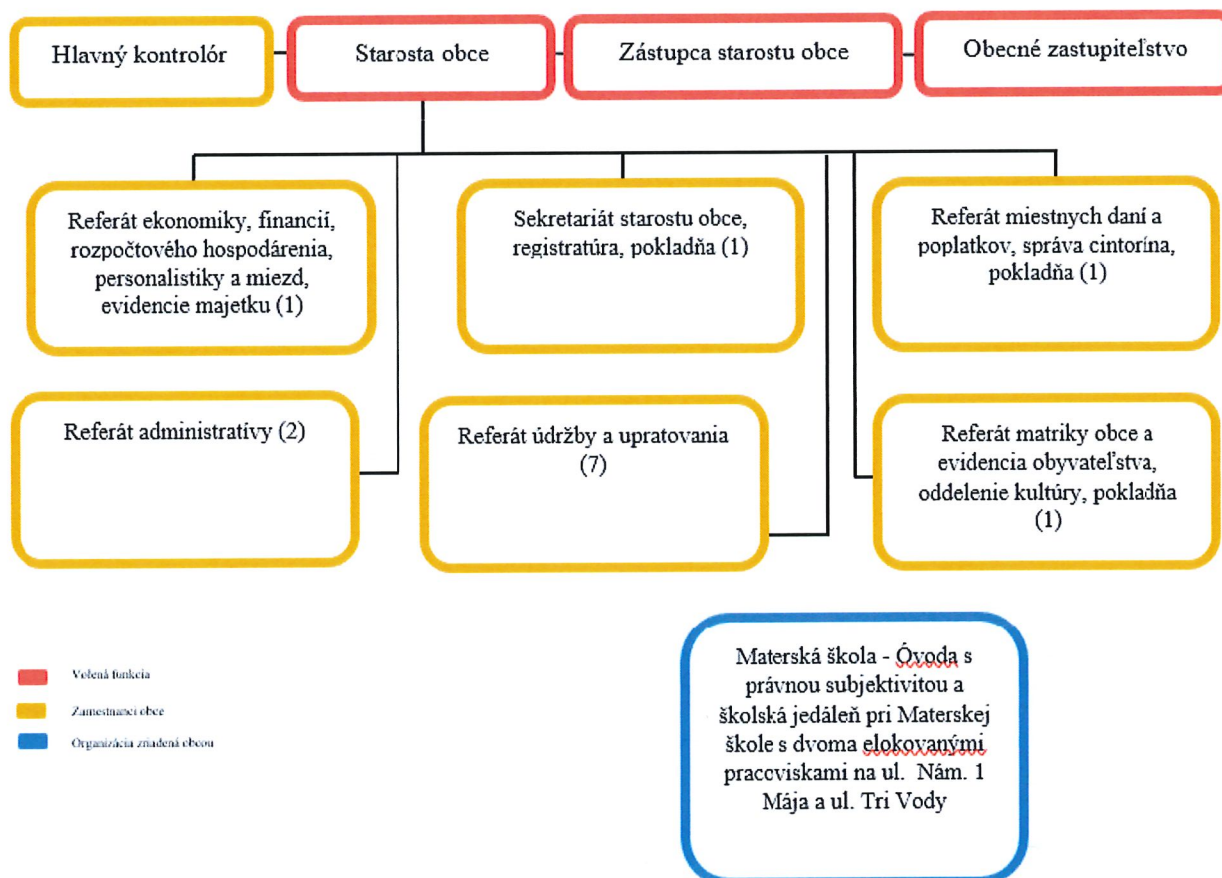 Hlavný kontrolór
Starosta obce
Zástupca starostu obce
Obecné zastupiteľstvo
Referát ekonomiky, financií,
rozpočtového hospodárenia,
personalistiky a miezd,
evidencie majetku (1)
Sekretariát starostu obce,
registratúra, pokladňa (1)
Referát miestnych daní a
poplatkov, správa cintorína,
pokladňa (1)
Referát administratívy (2)
Referát údržby a upratovania
(7)
Referát matriky obce a
evidencia obyvateľstva,
oddelenie kultúry, pokladňa
(1)
Materská škola - Óvoda s
právnou subjektivitou a
školská jedáleň pri Materskej
škole s dvoma elokovanými
pracoviskami na ul. Nám. 1
Mája a ul. Tri Vody
Volená funkcia
Zamestnanci obce
Organizácia zriadená obcou